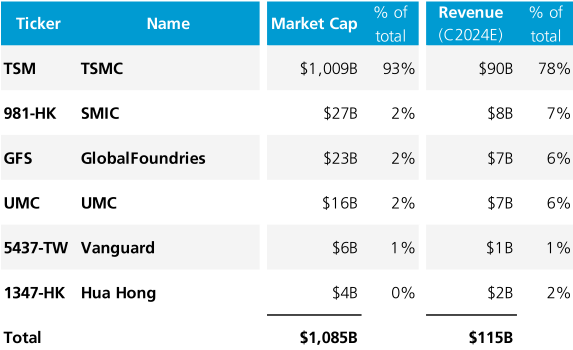 Ticker Name Market Cap % of total Revenue (C2024E) % of total
TSM TSMC $1,009B 93% $90B 78%
981-HK SMIC $27B 2% $8B 7%
GFS GlobalFoundries $23B 2% $7B 6%
UMC UMC $16B 2% $7B 6%
5437-TW Vanguard $6B 1% $1B 1%
1347-HK Hua Hong $4B 0% $2B 2%
Total $1,085B $115B